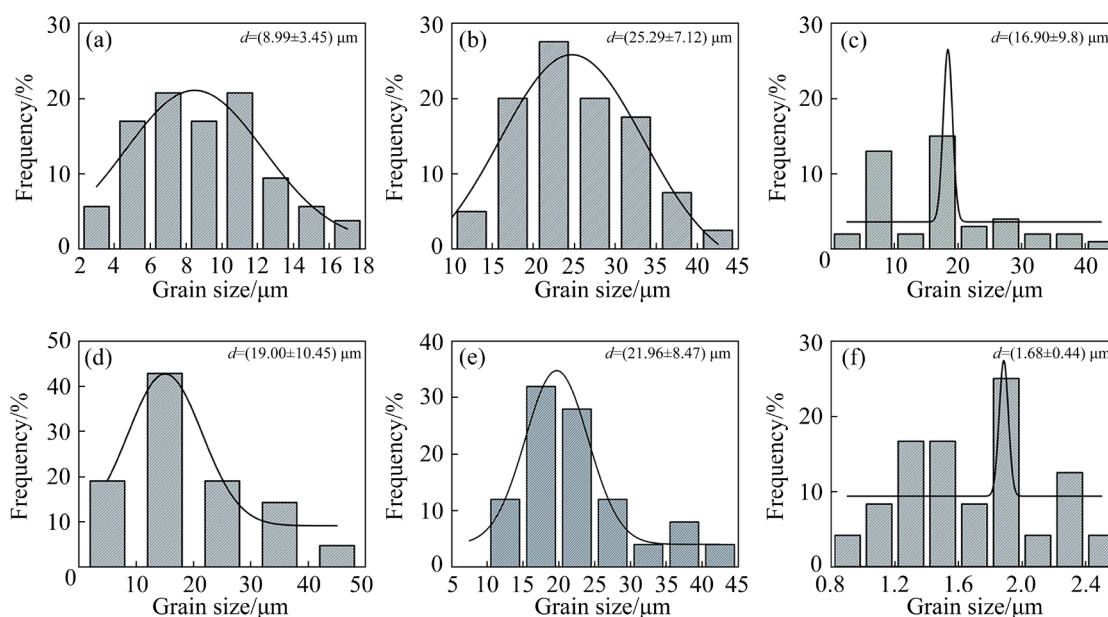 (a)
d=(8.99±3.45) μm
Frequency/%
30
20
10
0
2 4 6 8 10 12 14 16 18
Grain size/μm
(b)
d=(25.29±7.12) μm
Frequency/%
30
20
10
0
10 15 20 25 30 35 40 45
Grain size/μm
(c)
d=(16.90±9.8) μm
Frequency/%
30
20
10
0 10 20 30 40
Grain size/μm
(d)
d=(19.00±10.45) μm
Frequency/%
50
40
30
20
10
0 10 20 30 40 50
Grain size/μm
(e)
d=(21.96±8.47) μm
Frequency/%
40
30
20
10
0
5 10 15 20 25 30 35 40 45
Grain size/μm
(f)
d=(1.68±0.44) μm
Frequency/%
30
20
10
0
0.8 1.2 1.6 2.0 2.4
Grain size/μm